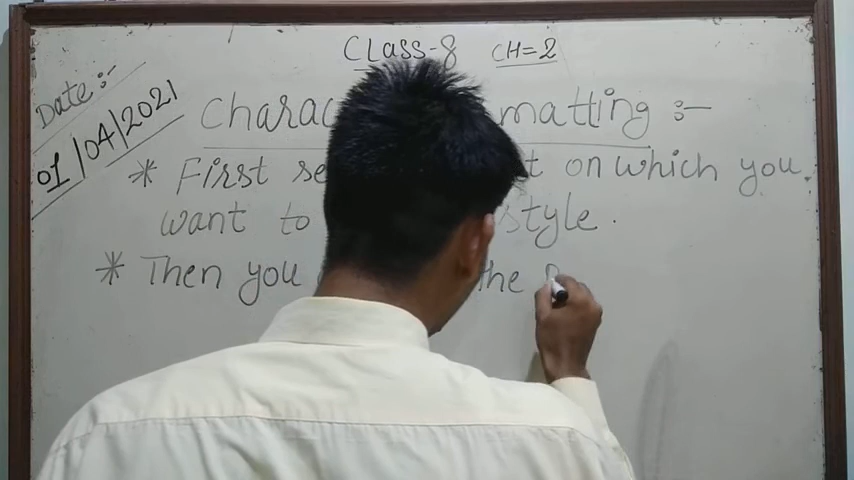 CLASS-8 CH=2
Date:-
01/04/2021
Charac matting :-
* First se t on which you
want to style.
* Then you the